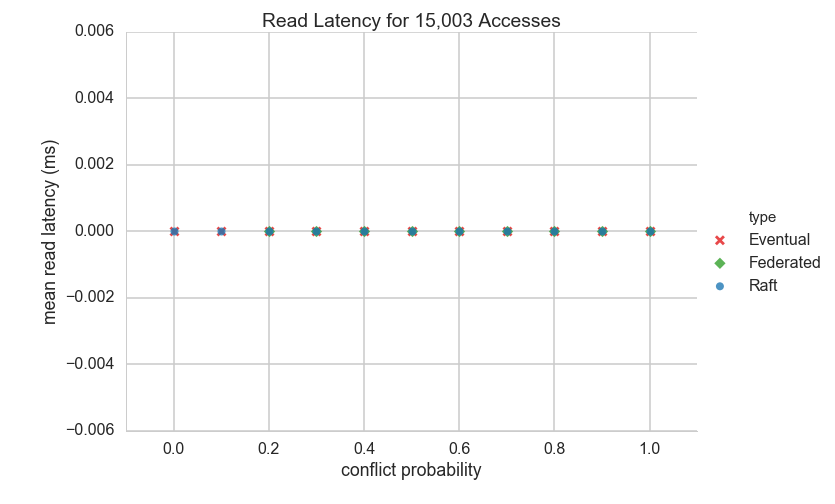 Read Latency for 15,003 Accesses
mean read latency (ms)
0.006
0.004
0.002
0.000
−0.002
−0.004
−0.006
0.0 0.2 0.4 0.6 0.8 1.0
conflict probability
type
Eventual
Federated
Raft